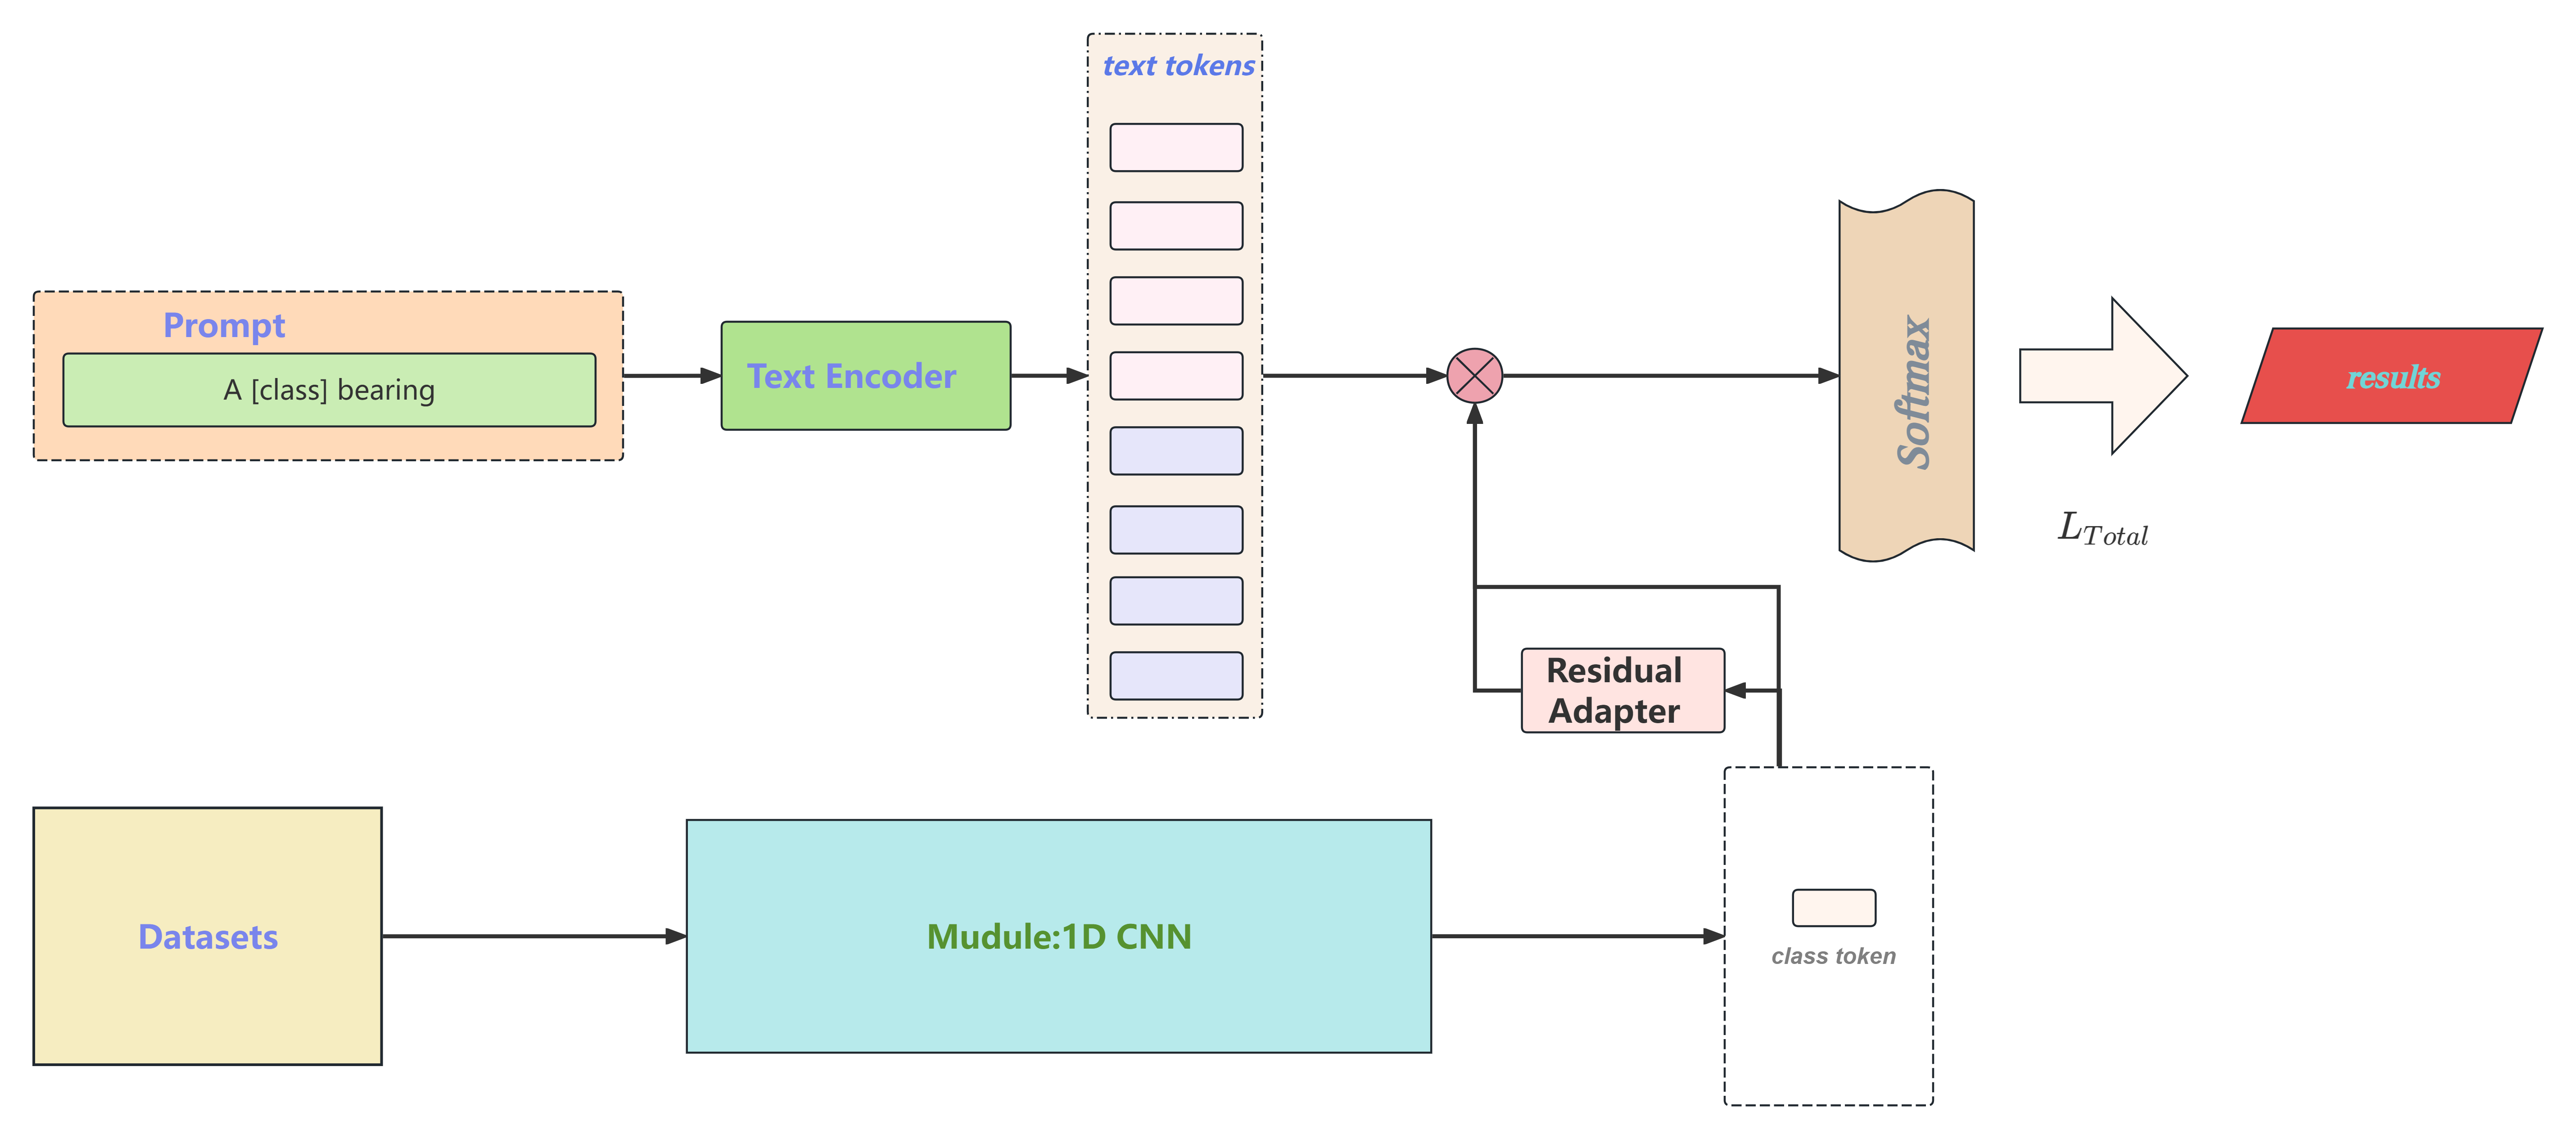 text tokens
Prompt
A [class] bearing
Text Encoder
Softmax
results
L_{Total}
Residual
Adapter
Datasets
Mudule:1D CNN
class token